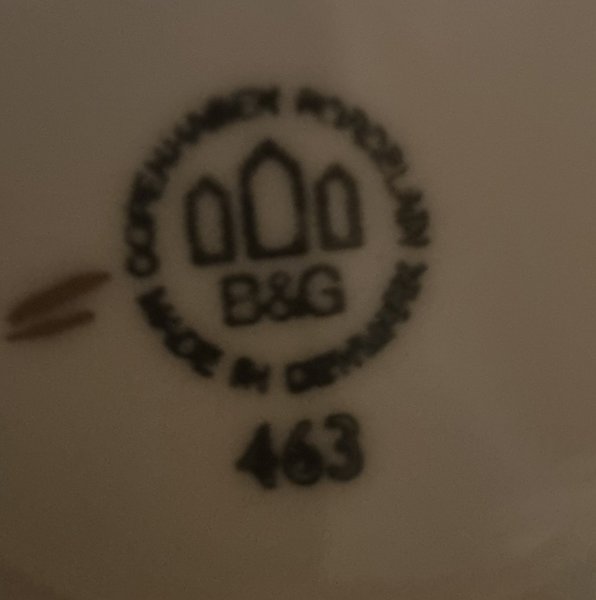 COPENHAGEN PORCELAIN
B&G
MADE IN DENMARK
463